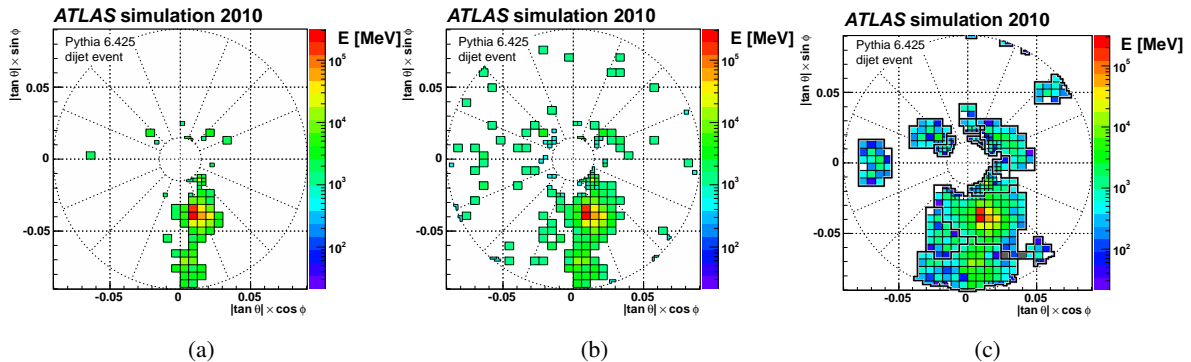 ATLAS simulation 2010
Pythia 6.425
dijet event
|tan θ| × sin φ
E [MeV]
10⁵
10⁴
10³
10²
0.05
0
-0.05
-0.05
0
0.05
|tan θ| × cos φ
(a)
ATLAS simulation 2010
Pythia 6.425
dijet event
|tan θ| × sin φ
E [MeV]
10⁵
10⁴
10³
10²
0.05
0
-0.05
-0.05
0
0.05
|tan θ| × cos φ
(b)
ATLAS simulation 2010
Pythia 6.425
dijet event
|tan θ| × sin φ
E [MeV]
10⁵
10⁴
10³
10²
0.05
0
-0.05
-0.05
0
0.05
|tan θ| × cos φ
(c)